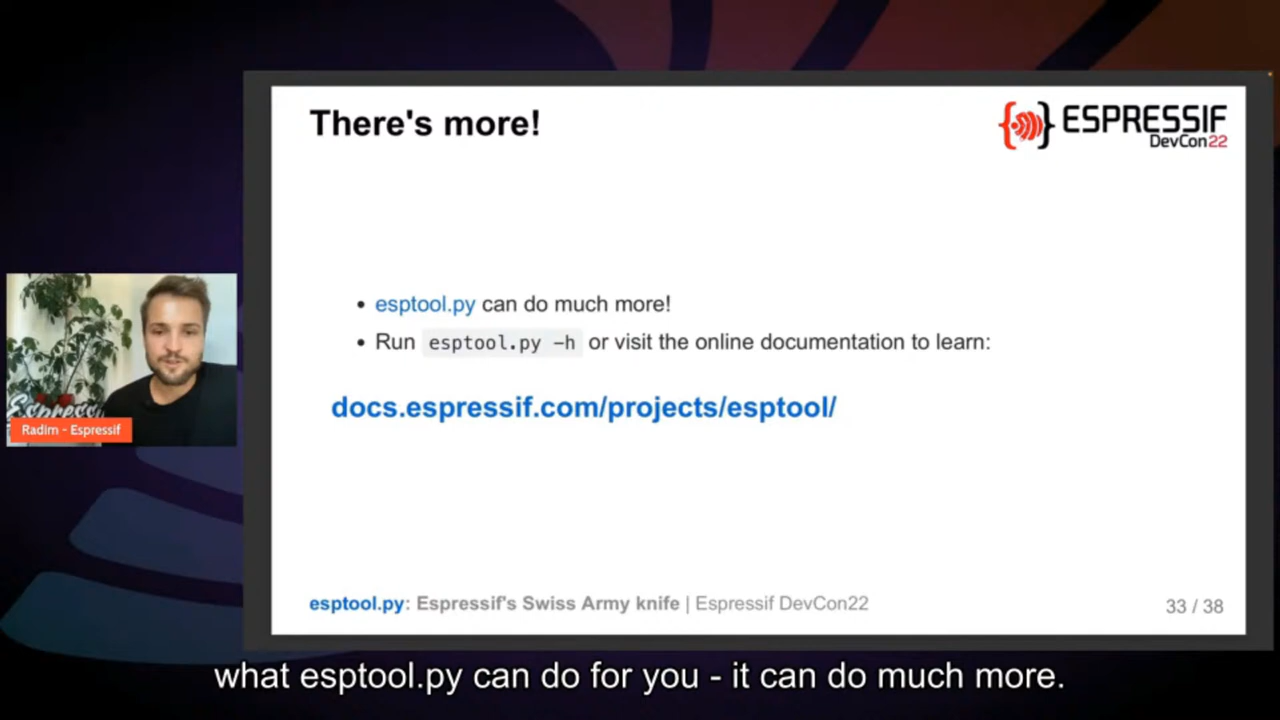 There's more!
ESPRESSIF
DevCon22
• esptool.py can do much more!
• Run esptool.py -h or visit the online documentation to learn:
docs.espressif.com/projects/esptool/
Espress
Radim - Espressif
esptool.py: Espressif's Swiss Army knife | Espressif DevCon22
33 / 38
what esptool.py can do for you - it can do much more.